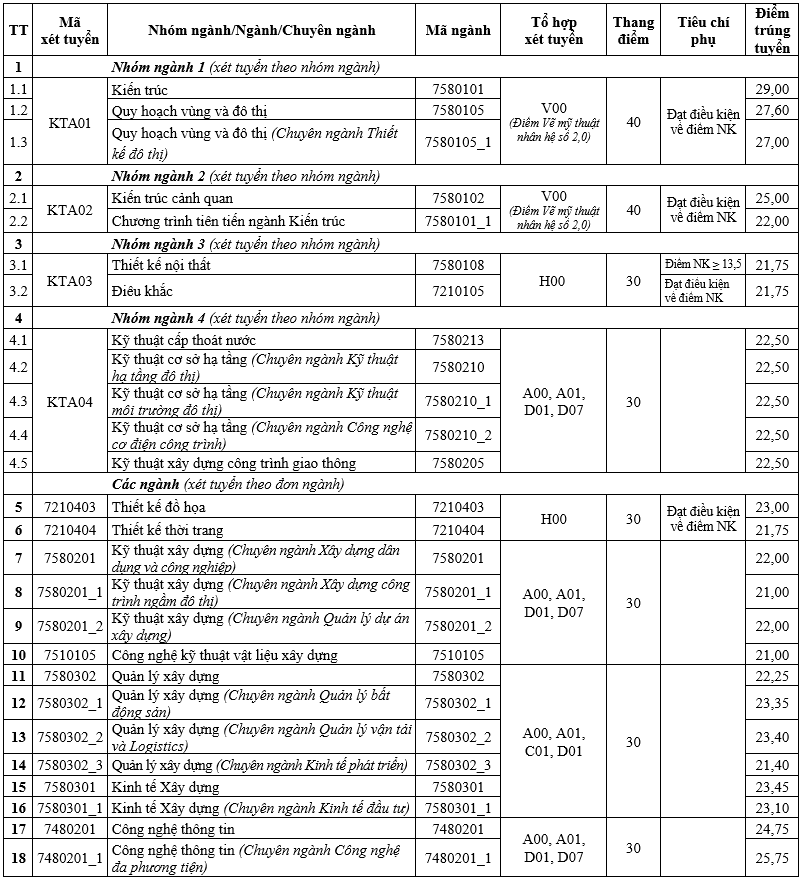 TT Mã xét tuyển Nhóm ngành/Ngành/Chuyên ngành Mã ngành Tổ hợp xét tuyển Thang điểm Tiêu chí phụ Điểm trúng tuyển
1 Nhóm ngành 1 (xét tuyển theo nhóm ngành)
1.1 KTA01 Kiến trúc 7580101 V00 (Điểm Vẽ mỹ thuật nhân hệ số 2,0) 40 Đạt điều kiện về điểm NK 29,00
1.2 Quy hoạch vùng và đô thị 7580105 27,60
1.3 Quy hoạch vùng và đô thị (Chuyên ngành Thiết kế đô thị) 7580105_1 27,00
2 Nhóm ngành 2 (xét tuyển theo nhóm ngành)
2.1 KTA02 Kiến trúc cảnh quan 7580102 V00 (Điểm Vẽ mỹ thuật nhân hệ số 2,0) 40 Đạt điều kiện về điểm NK 25,00
2.2 Chương trình tiên tiến ngành Kiến trúc 7580101_1 22,00
3 Nhóm ngành 3 (xét tuyển theo nhóm ngành)
3.1 KTA03 Thiết kế nội thất 7580108 H00 30 Điểm NK ≥ 13,5 21,75
3.2 Điêu khắc 7210105 Đạt điều kiện về điểm NK 21,75
4 Nhóm ngành 4 (xét tuyển theo nhóm ngành)
4.1 KTA04 Kỹ thuật cấp thoát nước 7580213 A00, A01, D01, D07 30 22,50
4.2 Kỹ thuật cơ sở hạ tầng (Chuyên ngành Kỹ thuật hạ tầng đô thị) 7580210 22,50
4.3 Kỹ thuật cơ sở hạ tầng (Chuyên ngành Kỹ thuật môi trường đô thị) 7580210_1 22,50
4.4 Kỹ thuật cơ sở hạ tầng (Chuyên ngành Công nghệ cơ điện công trình) 7580210_2 22,50
4.5 Kỹ thuật xây dựng công trình giao thông 7580205 22,50
Các ngành (xét tuyển theo đơn ngành)
5 7210403 Thiết kế đồ họa 7210403 H00 30 Đạt điều kiện về điểm NK 23,00
6 7210404 Thiết kế thời trang 7210404 21,75
7 7580201 Kỹ thuật xây dựng (Chuyên ngành Xây dựng dân dụng và công nghiệp) 7580201 A00, A01, D01, D07 30 22,00
8 7580201_1 Kỹ thuật xây dựng (Chuyên ngành Xây dựng công trình ngầm đô thị) 7580201_1 21,00
9 7580201_2 Kỹ thuật xây dựng (Chuyên ngành Quản lý dự án xây dựng) 7580201_2 22,00
10 7510105 Công nghệ kỹ thuật vật liệu xây dựng 7510105 21,00
11 7580302 Quản lý xây dựng 7580302 A00, A01, C01, D01 30 22,25
12 7580302_1 Quản lý xây dựng (Chuyên ngành Quản lý bất động sản) 7580302_1 23,35
13 7580302_2 Quản lý xây dựng (Chuyên ngành Quản lý vận tải và Logistics) 7580302_2 23,40
14 7580302_3 Quản lý xây dựng (Chuyên ngành Kinh tế phát triển) 7580302_3 21,40
15 7580301 Kinh tế Xây dựng 7580301 23,45
16 7580301_1 Kinh tế Xây dựng (Chuyên ngành Kinh tế đầu tư) 7580301_1 23,10
17 7480201 Công nghệ thông tin 7480201 A00, A01, D01, D07 30 24,75
18 7480201_1 Công nghệ thông tin (Chuyên ngành Công nghệ đa phương tiện) 7480201_1 25,75